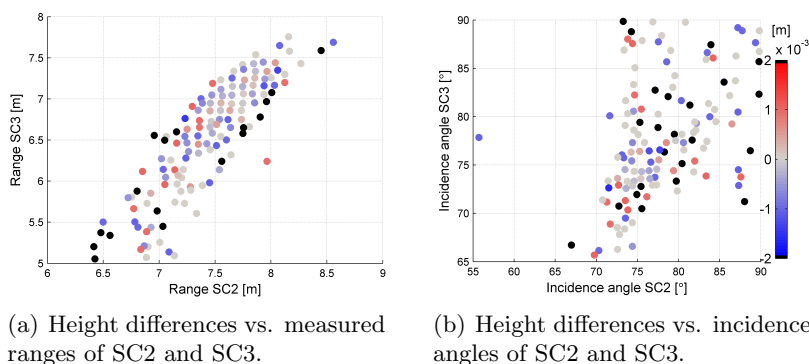 8
7.5
7
6.5
6
5.5
5
Range SC3 [m]
6 6.5 7 7.5 8 8.5 9
Range SC2 [m]
90
85
80
75
70
65
Incidence angle SC3 [°]
55 60 65 70 75 80 85 90
Incidence angle SC2 [°]
[m]
x 10⁻³
2
1
0
-1
-2
(a) Height differences vs. measured
ranges of SC2 and SC3.
(b) Height differences vs. incidence
angles of SC2 and SC3.